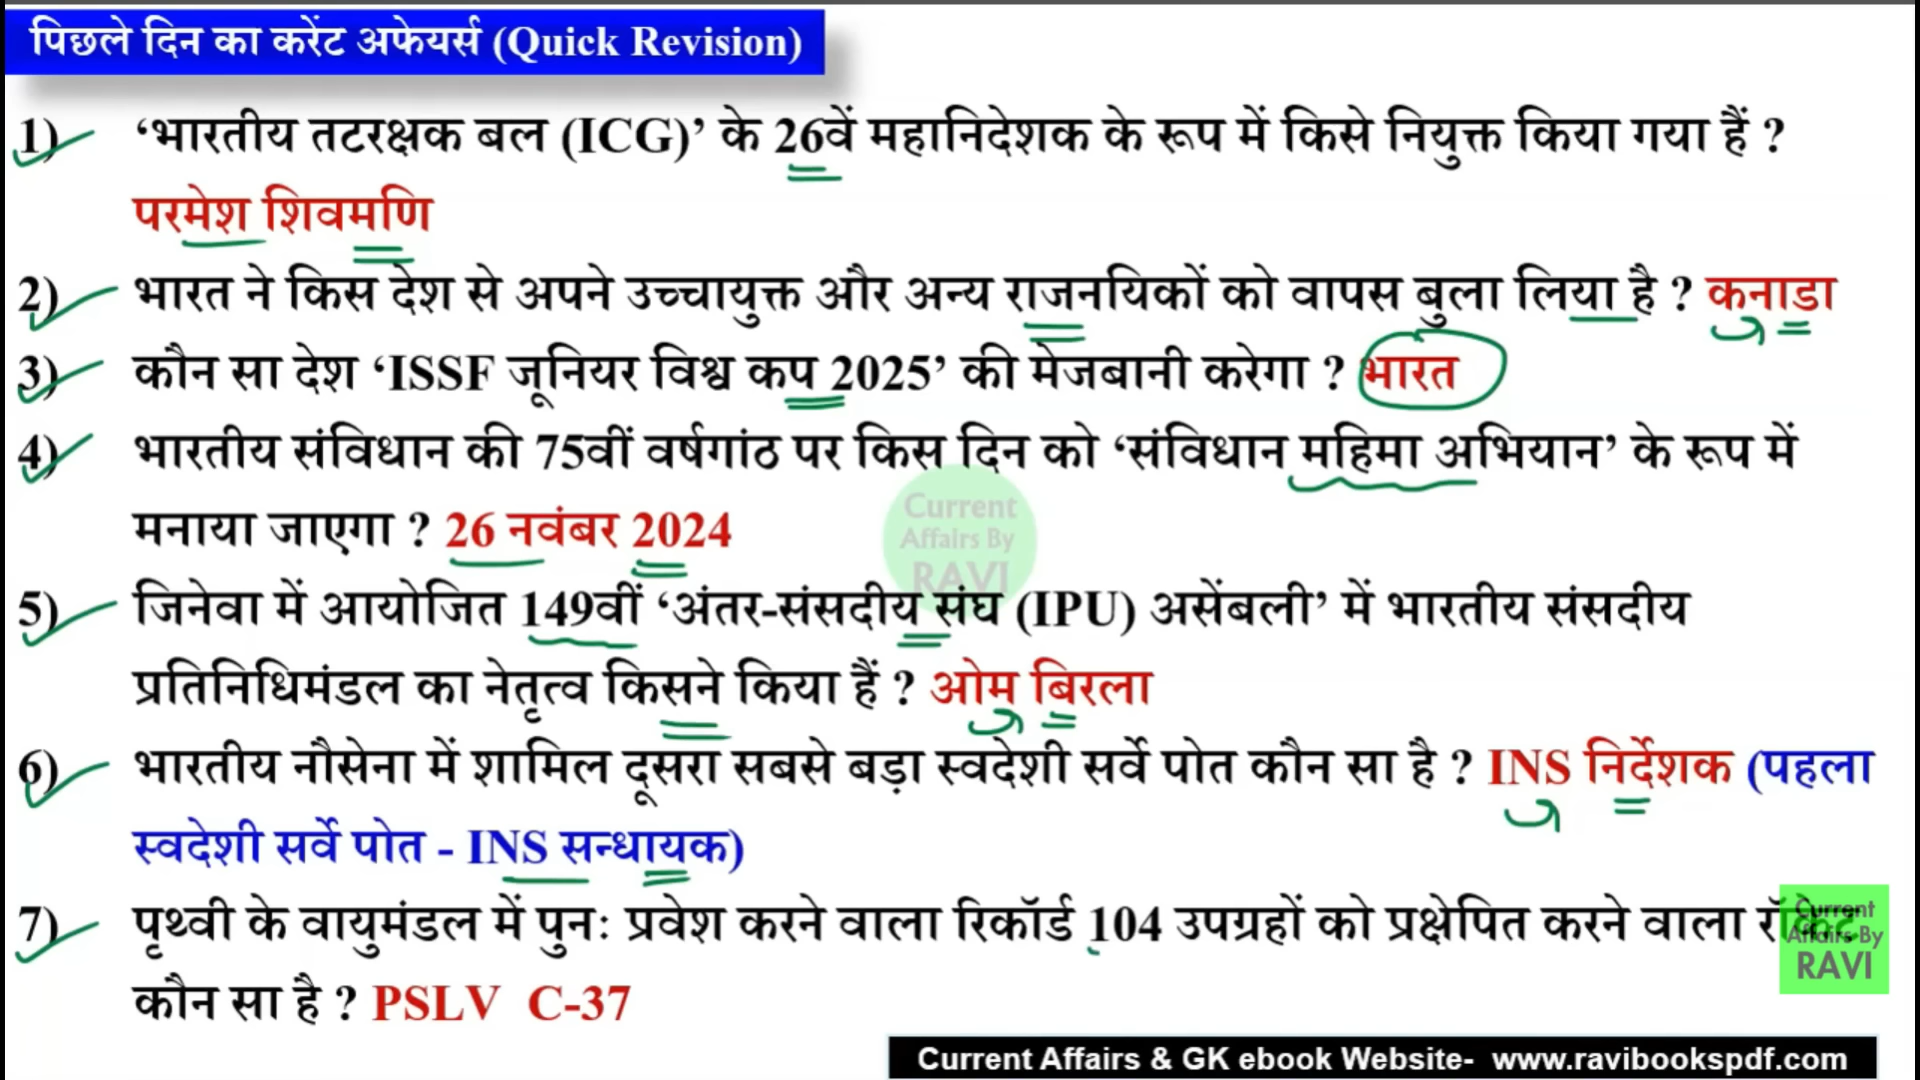 पिछले दिन का करेंट अफेयर्स (Quick Revision)
1) ‘भारतीय तटरक्षक बल (ICG)’ के 26वें महानिदेशक के रूप में किसे नियुक्त किया गया हैं ?
परमेश शिवमणि
2) भारत ने किस देश से अपने उच्चायुक्त और अन्य राजनयिकों को वापस बुला लिया है ? कनाडा
3) कौन सा देश ‘ISSF जूनियर विश्व कप 2025’ की मेजबानी करेगा ? भारत
4) भारतीय संविधान की 75वीं वर्षगांठ पर किस दिन को ‘संविधान महिमा अभियान’ के रूप में
मनाया जाएगा ? 26 नवंबर 2024
Current
Affairs By
RAVI
5) जिनेवा में आयोजित 149वीं ‘अंतर-संसदीय संघ (IPU) असेंबली’ में भारतीय संसदीय
प्रतिनिधिमंडल का नेतृत्व किसने किया हैं ? ओम बिरला
6) भारतीय नौसेना में शामिल दूसरा सबसे बड़ा स्वदेशी सर्वे पोत कौन सा है ? INS निर्देशक (पहला
स्वदेशी सर्वे पोत - INS सन्धायक)
7) पृथ्वी के वायुमंडल में पुनः प्रवेश करने वाला रिकॉर्ड 104 उपग्रहों को प्रक्षेपित करने वाला रॉकेट
कौन सा है ? PSLV C-37
Current
Affairs By
RAVI
Current Affairs & GK ebook Website- www.ravibookspdf.com